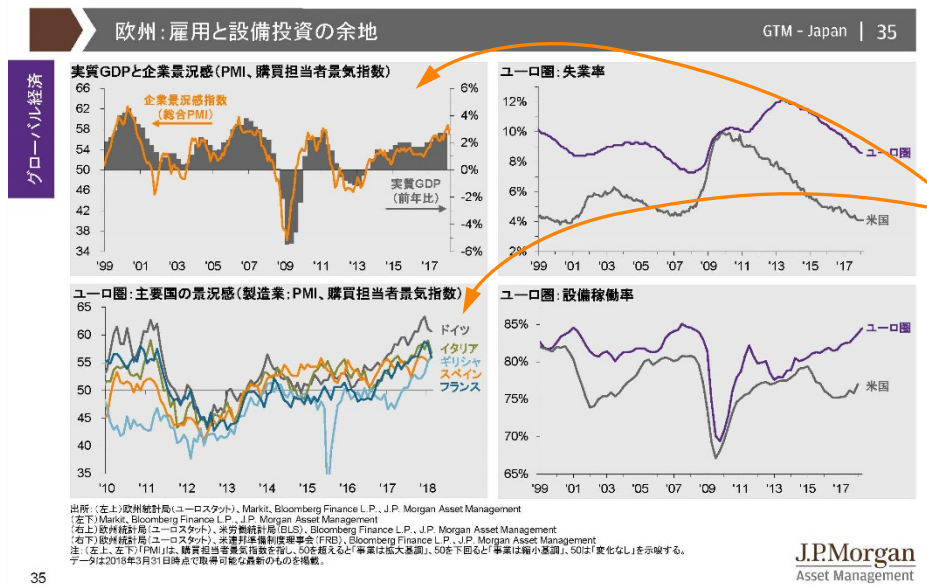 欧州：雇用と設備投資の余地
GTM – Japan | 35
グローバル経済
実質GDPと企業景況感（PMI、購買担当者景気指数）
66
62
58
54
50
46
42
38
34
6%
4%
2%
0%
-2%
-4%
-6%
企業景況感指数
（総合PMI）
実質GDP
（前年比）
'99 '01 '03 '05 '07 '09 '11 '13 '15 '17
ユーロ圏：失業率
12%
10%
8%
6%
4%
2%
ユーロ圏
米国
'99 '01 '03 '05 '07 '09 '11 '13 '15 '17
ユーロ圏：主要国の景況感（製造業：PMI、購買担当者景気指数）
65
60
55
50
45
40
35
ドイツ
イタリア
ギリシャ
スペイン
フランス
'10 '11 '12 '13 '14 '15 '16 '17 '18
ユーロ圏：設備稼働率
85%
80%
75%
70%
65%
ユーロ圏
米国
'99 '01 '03 '05 '07 '09 '11 '13 '15 '17
出所：（左上）欧州統計局（ユーロスタット）、Markit、Bloomberg Finance L.P.、J.P. Morgan Asset Management
（左下）Markit、Bloomberg Finance L.P.、J.P. Morgan Asset Management
（右上）欧州統計局（ユーロスタット）、米労働統計局（BLS）、Bloomberg Finance L.P.、J.P. Morgan Asset Management
（右下）欧州統計局（ユーロスタット）、米連邦準備制度理事会（FRB）、Bloomberg Finance L.P.、J.P. Morgan Asset Management
注：（左上、左下）「PMI」は、購買担当者景気指数を指し、50を超えると「事業は拡大基調」、50を下回ると「事業は縮小基調」、50は「変化なし」を示唆する。
データは2018年3月31日時点で取得可能な最新のものを掲載。
J.P.Morgan
Asset Management
35